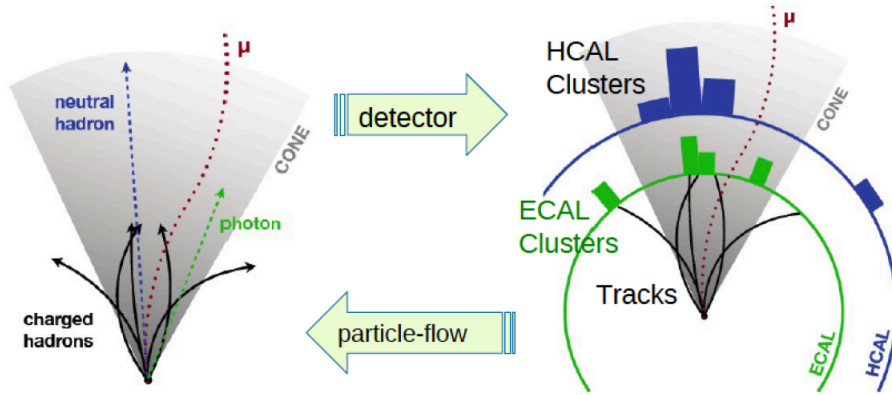 μ
neutral
hadron
CONE
photon
charged
hadrons
detector
particle-flow
μ
HCAL
Clusters
CONE
ECAL
Clusters
Tracks
ECAL
HCAL